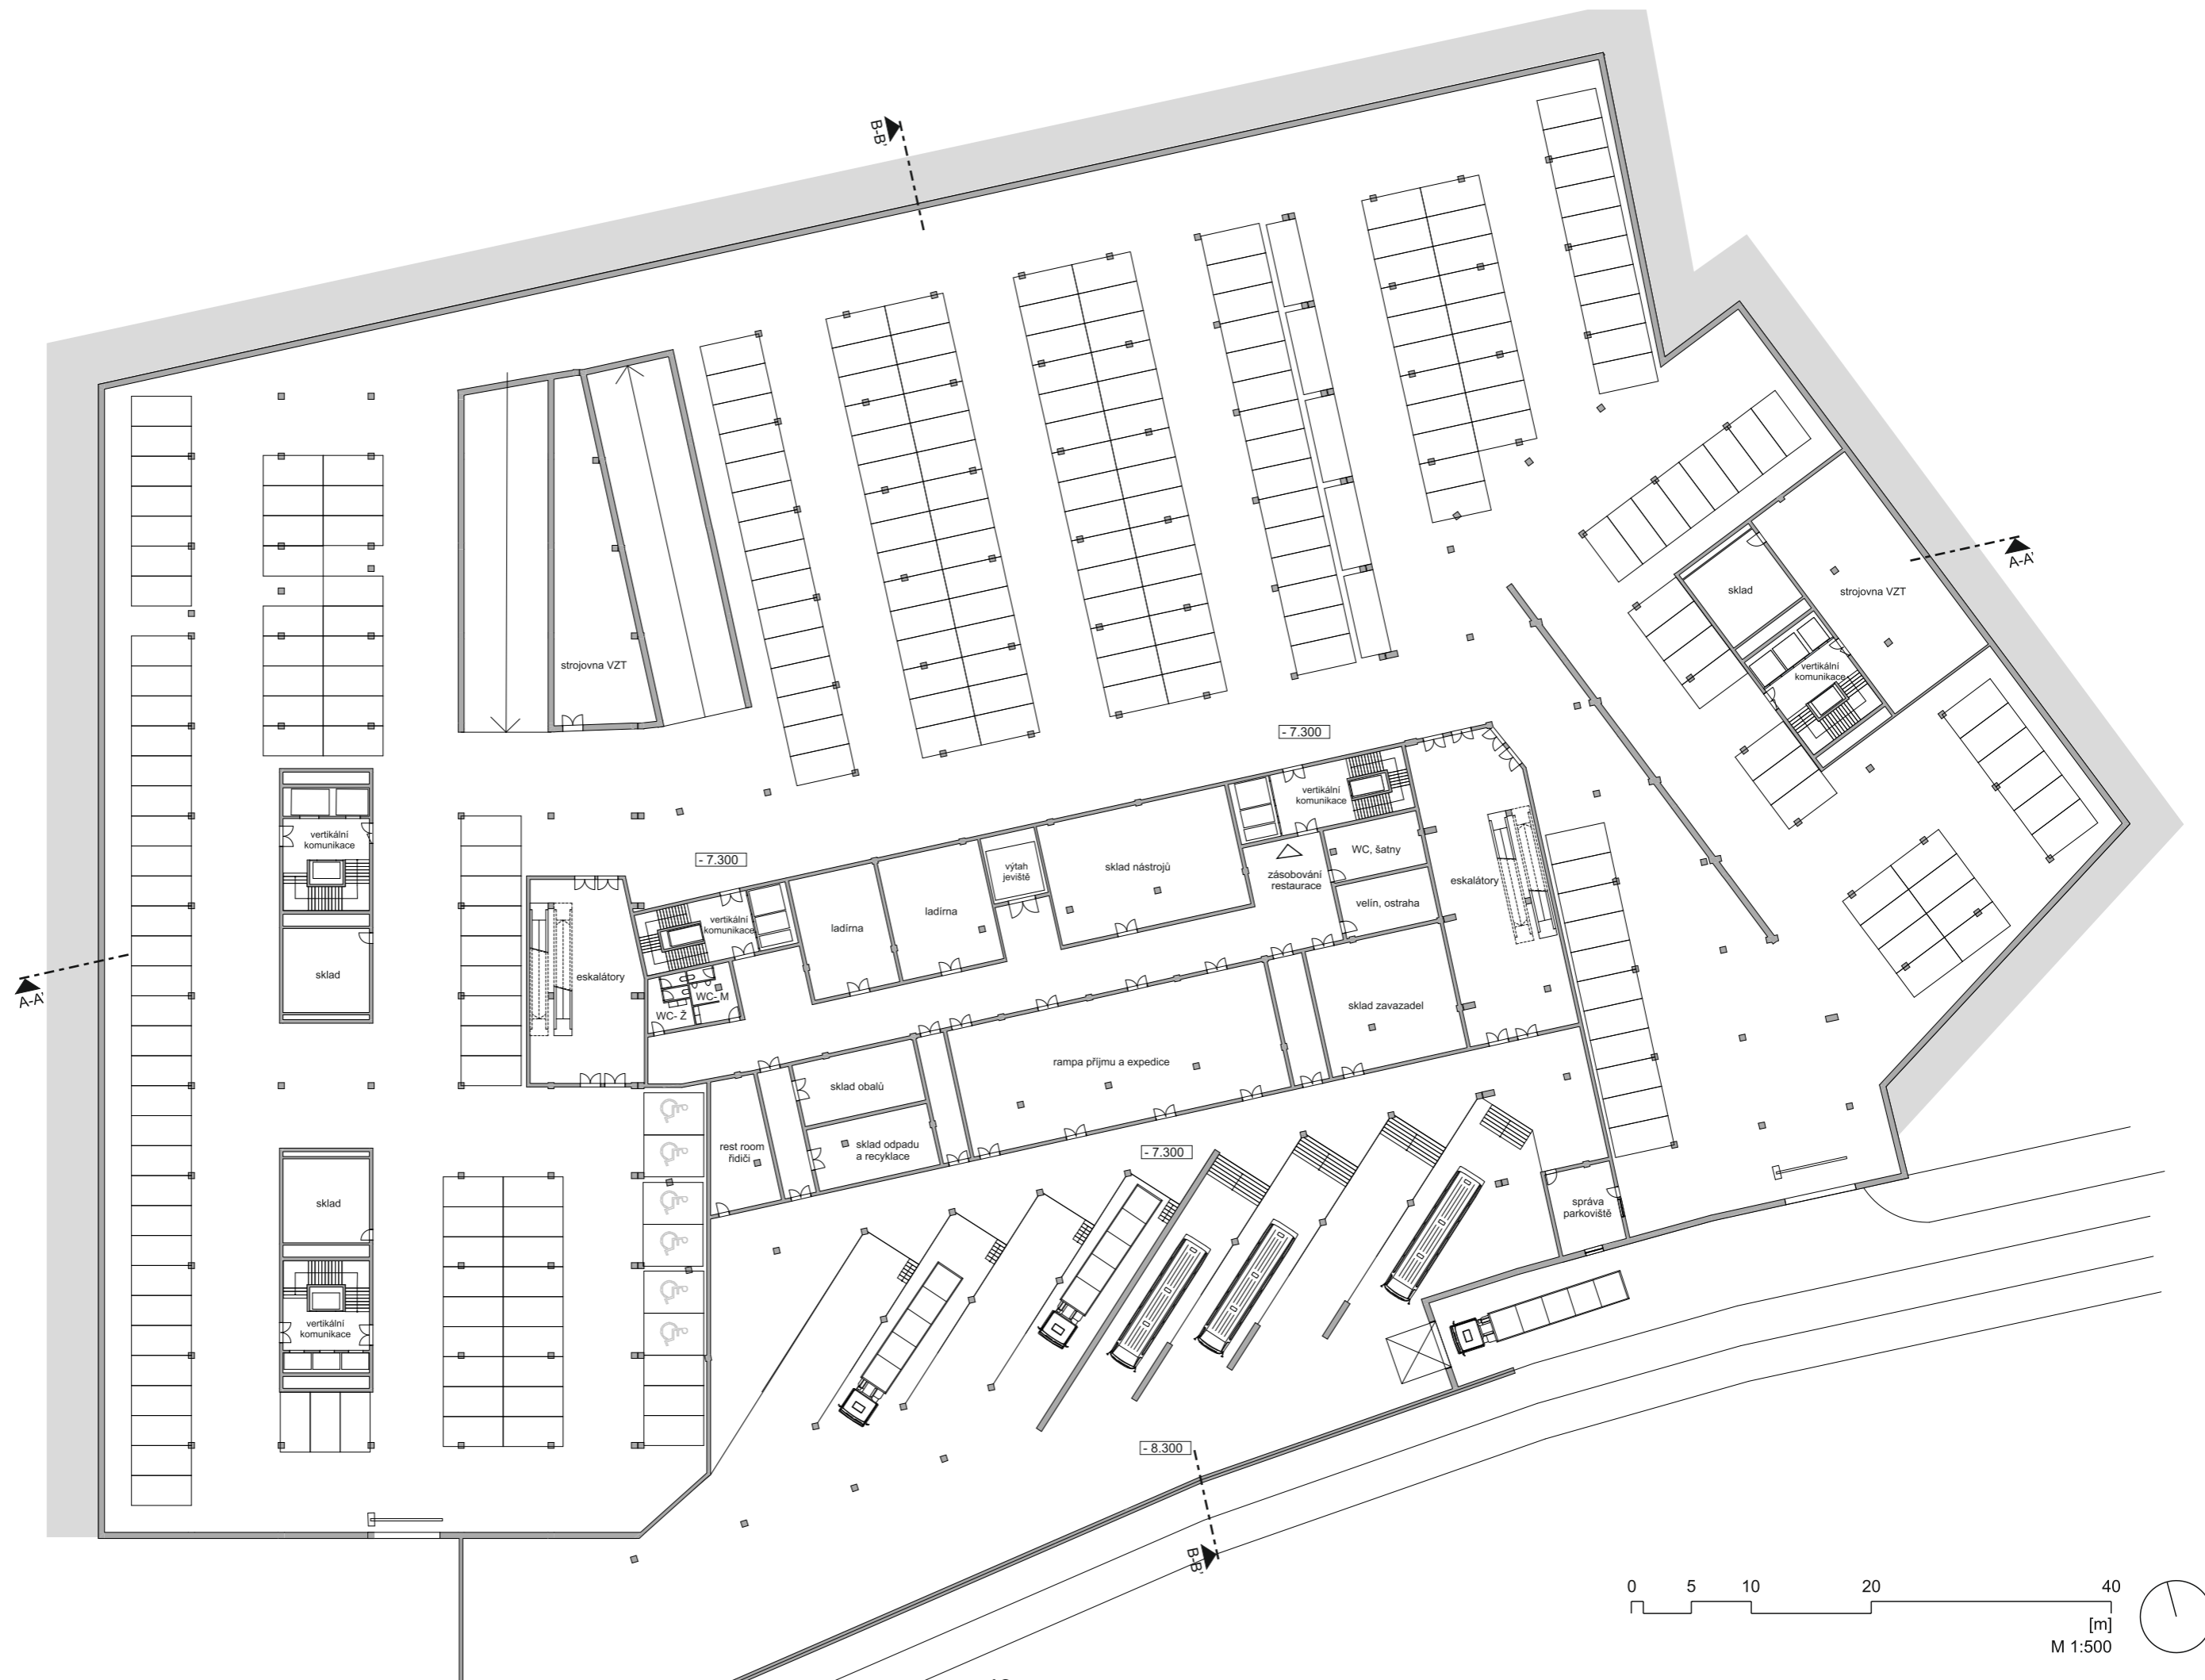 B-B'
A-A'
strojovna VZT
sklad
strojovna VZT
vertikální
komunikace
- 7.300
vertikální
komunikace
vertikální
komunikace
- 7.300
sklad nástrojů
výtah
jeviště
WC, šatny
zásobování
restaurace
eskalátory
velín, ostraha
ladírna
ladírna
vertikální
komunikace
eskalátory
sklad
WC- M
WC- Ž
A-A'
sklad zavazadel
rampa příjmu a expedice
sklad obalů
rest room
řidiči
sklad odpadu
a recyklace
- 7.300
sklad
správa
parkoviště
vertikální
komunikace
- 8.300
B-B'
0 5 10 20 40
[m]
M 1:500